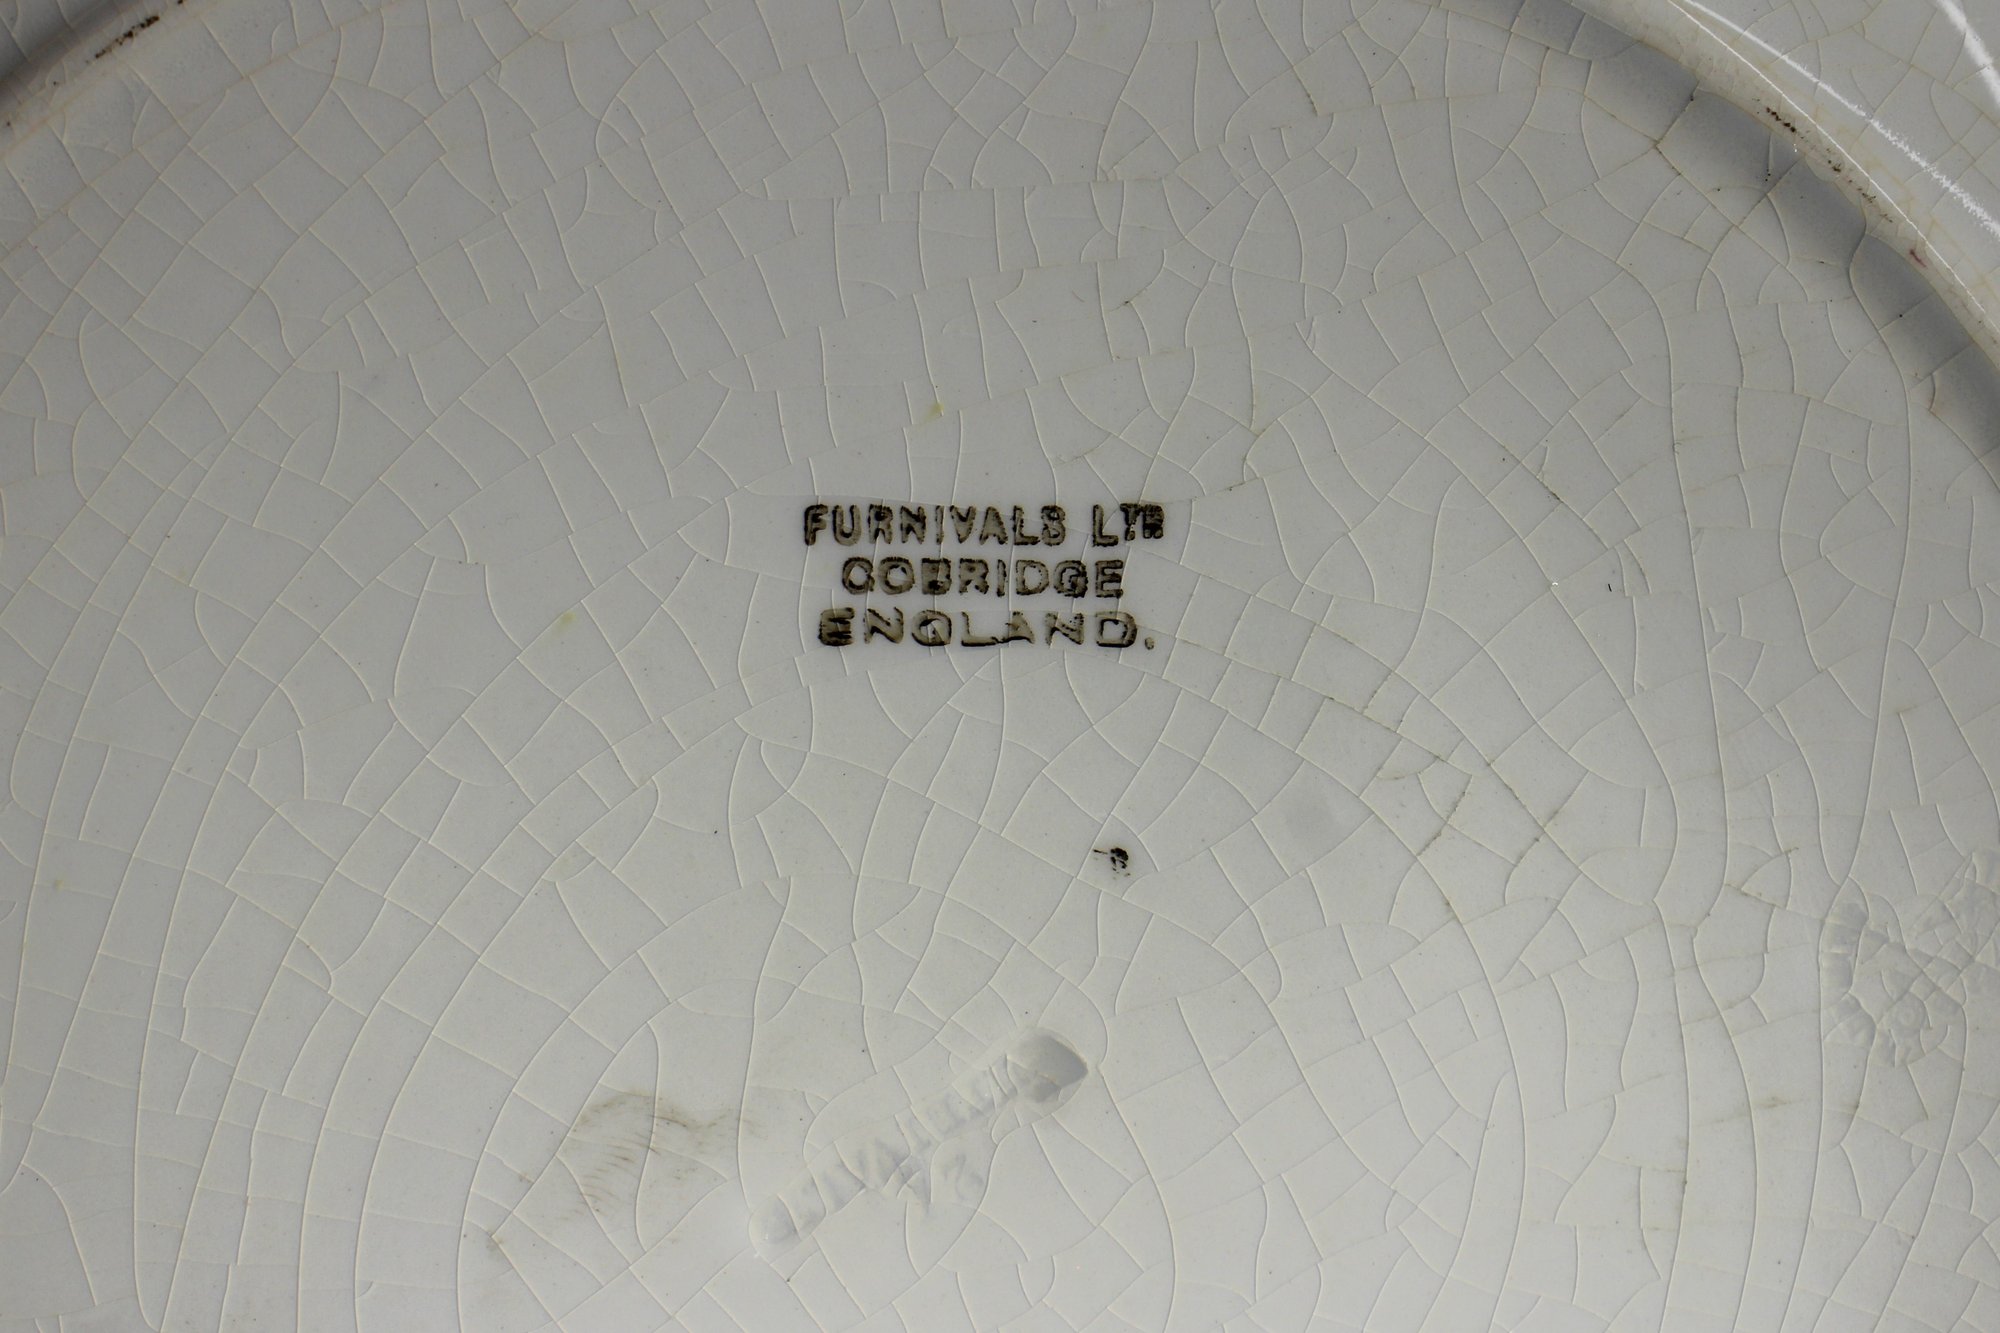 FURNIVALS LTD
COBRIDGE
ENGLAND.